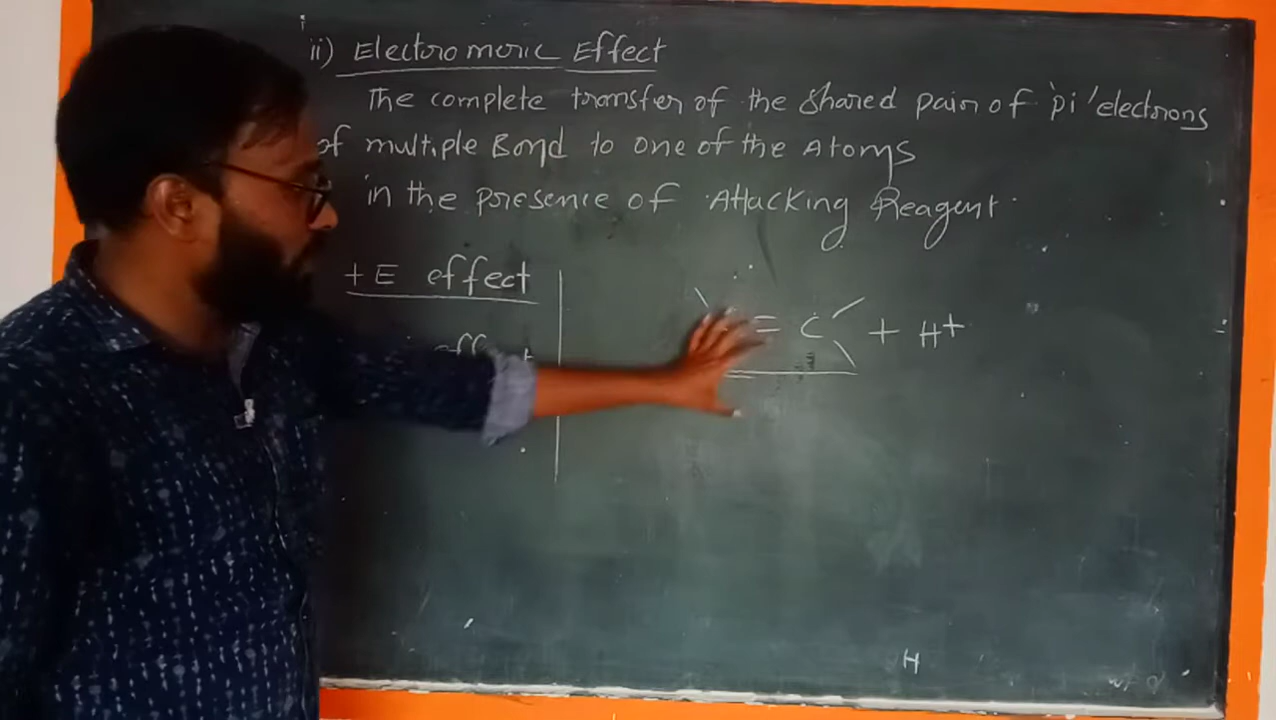 ii) Electromeric Effect
The complete transfer of the shared pair of 'pi' electrons
of multiple Bond to one of the Atoms
in the presence of Attacking Reagent.
+E effect
= C + H+
H